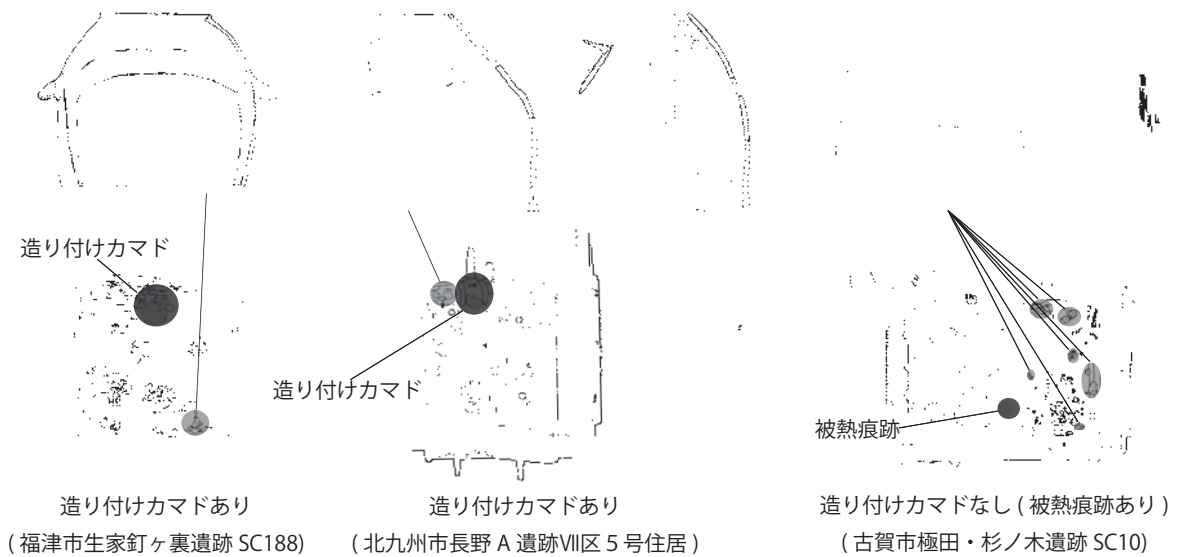 造り付けカマド
造り付けカマド
被熱痕跡
造り付けカマドあり
( 福津市生家釘ヶ裏遺跡 SC188)
造り付けカマドあり
( 北九州市長野 A 遺跡Ⅶ区 5 号住居 )
造り付けカマドなし ( 被熱痕跡あり )
( 古賀市極田・杉ノ木遺跡 SC10)